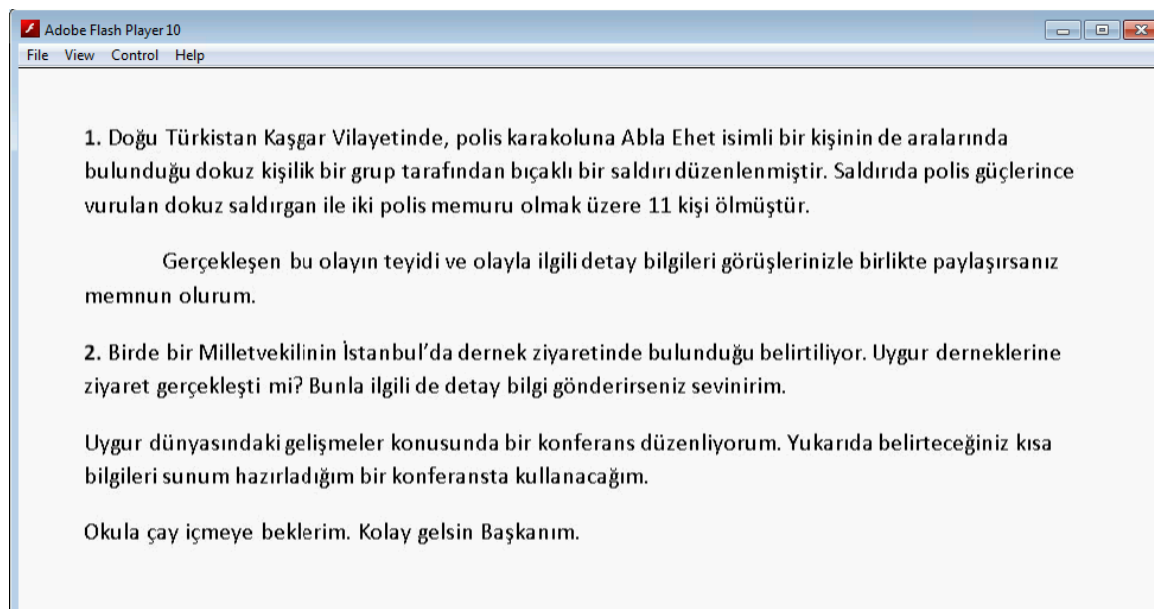 Adobe Flash Player 10
File View Control Help
1. Doğu Türkistan Kaşgar Vilayetinde, polis karakoluna Abla Ehet isimli bir kişinin de aralarında
bulunduğu dokuz kişilik bir grup tarafından bıçaklı bir saldırı düzenlenmiştir. Saldırıda polis güçlerince
vurulan dokuz saldırgan ile iki polis memuru olmak üzere 11 kişi ölmüştür.
Gerçekleşen bu olayın teyidi ve olayla ilgili detay bilgileri görüşlerinizle birlikte paylaşırsanız
memnun olurum.
2. Birde bir Milletvekilinin İstanbul’da dernek ziyaretinde bulunduğu belirtiliyor. Uygur derneklerine
ziyaret gerçekleşti mi? Bunla ilgili de detay bilgi gönderirseniz sevinirim.
Uygur dünyasındaki gelişmeler konusunda bir konferans düzenliyorum. Yukarıda belirteceğiniz kısa
bilgileri sunum hazırladığım bir konferansta kullanacağım.
Okula çay içmeye beklerim. Kolay gelsin Başkanım.